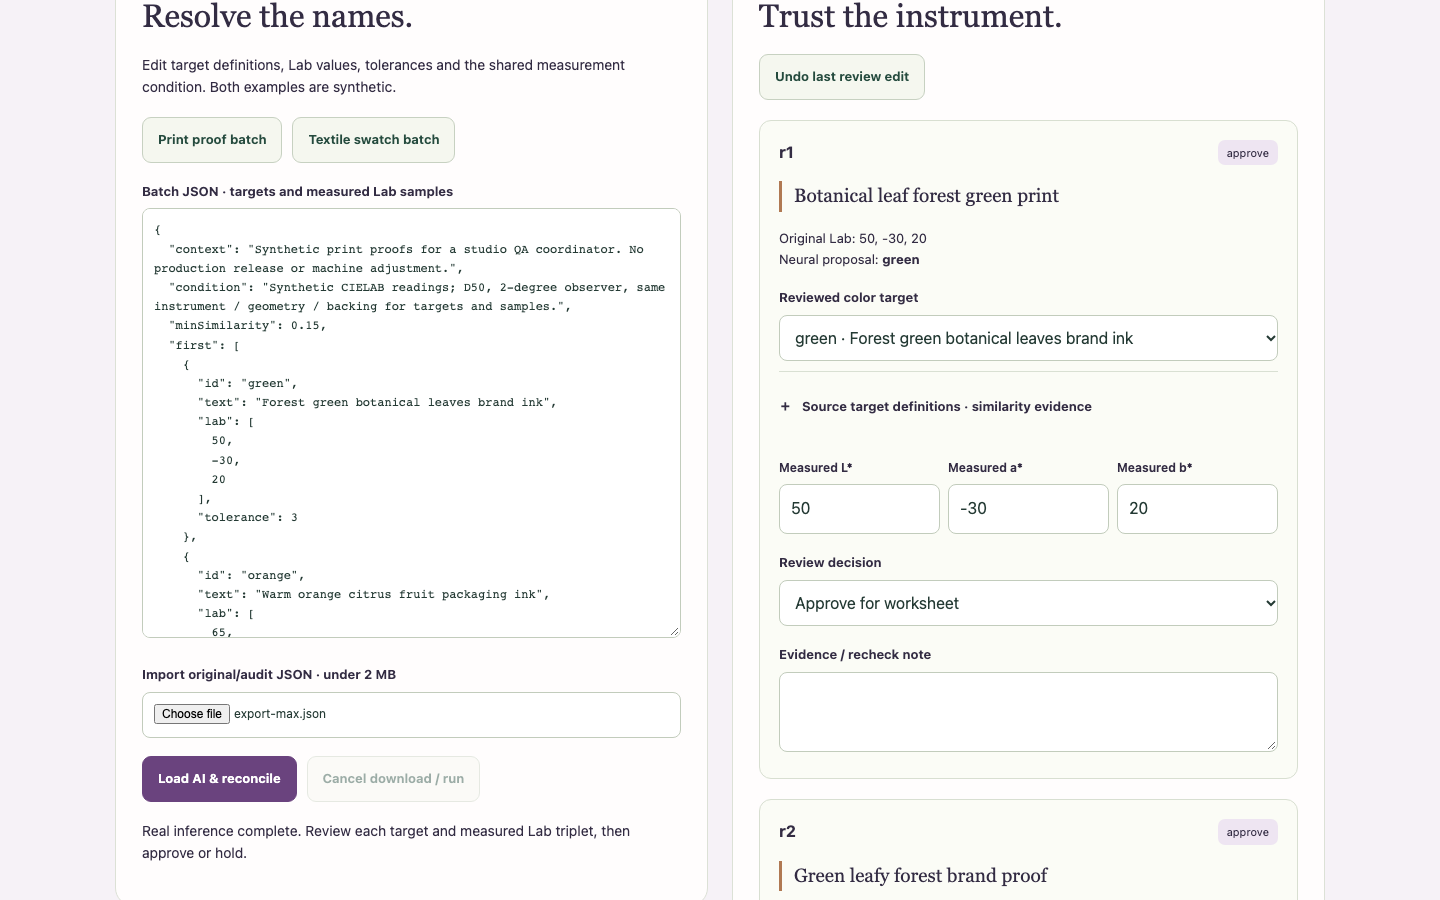 Resolve the names.
Edit target definitions, Lab values, tolerances and the shared measurement
condition. Both examples are synthetic.
Print proof batch
Textile swatch batch
Batch JSON · targets and measured Lab samples
{
"context": "Synthetic print proofs for a studio QA coordinator. No
production release or machine adjustment.",
"condition": "Synthetic CIELAB readings; D50, 2-degree observer, same
instrument / geometry / backing for targets and samples.",
"minSimilarity": 0.15,
"first": [
{
"id": "green",
"text": "Forest green botanical leaves brand ink",
"lab": [
50,
-30,
20
],
"tolerance": 3
},
{
"id": "orange",
"text": "Warm orange citrus fruit packaging ink",
"lab": [
65,
Import original/audit JSON · under 2 MB
Choose file export-max.json
Load AI & reconcile
Cancel download / run
Real inference complete. Review each target and measured Lab triplet, then
approve or hold.
Trust the instrument.
Undo last review edit
r1
approve
Botanical leaf forest green print
Original Lab: 50, -30, 20
Neural proposal: green
Reviewed color target
green · Forest green botanical leaves brand ink
+ Source target definitions · similarity evidence
Measured L* Measured a* Measured b*
50 -30 20
Review decision
Approve for worksheet
Evidence / recheck note
r2
approve
Green leafy forest brand proof